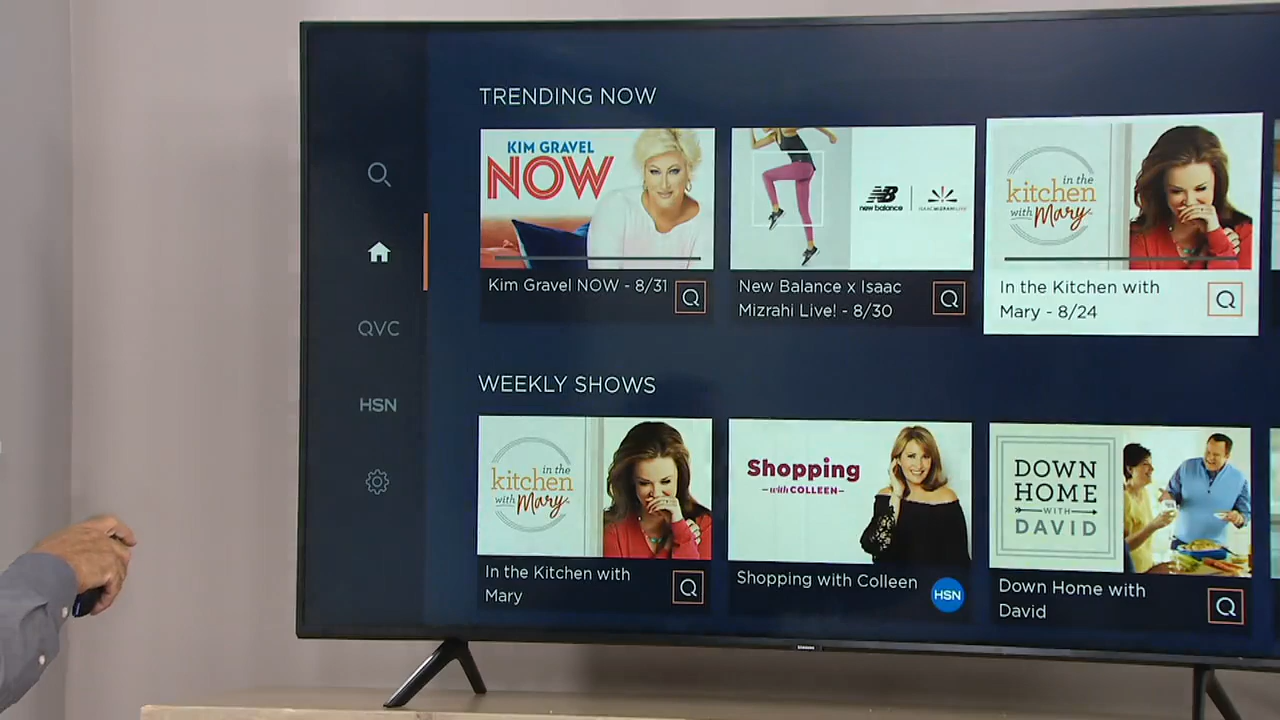 TRENDING NOW
KIM GRAVEL
NOW
new balance
ISAACMIZRAHILIVE!
in the
kitchen
with Mary
Kim Gravel NOW - 8/31
Q
New Balance x Isaac
Mizrahi Live! - 8/30
Q
In the Kitchen with
Mary - 8/24
Q
QVC
HSN
WEEKLY SHOWS
in the
kitchen
with Mary
Shopping
with COLLEEN
DOWN
HOME
WITH
DAVID
In the Kitchen with
Mary
Q
Shopping with Colleen
HSN
Down Home with
David
Q
SAMSUNG